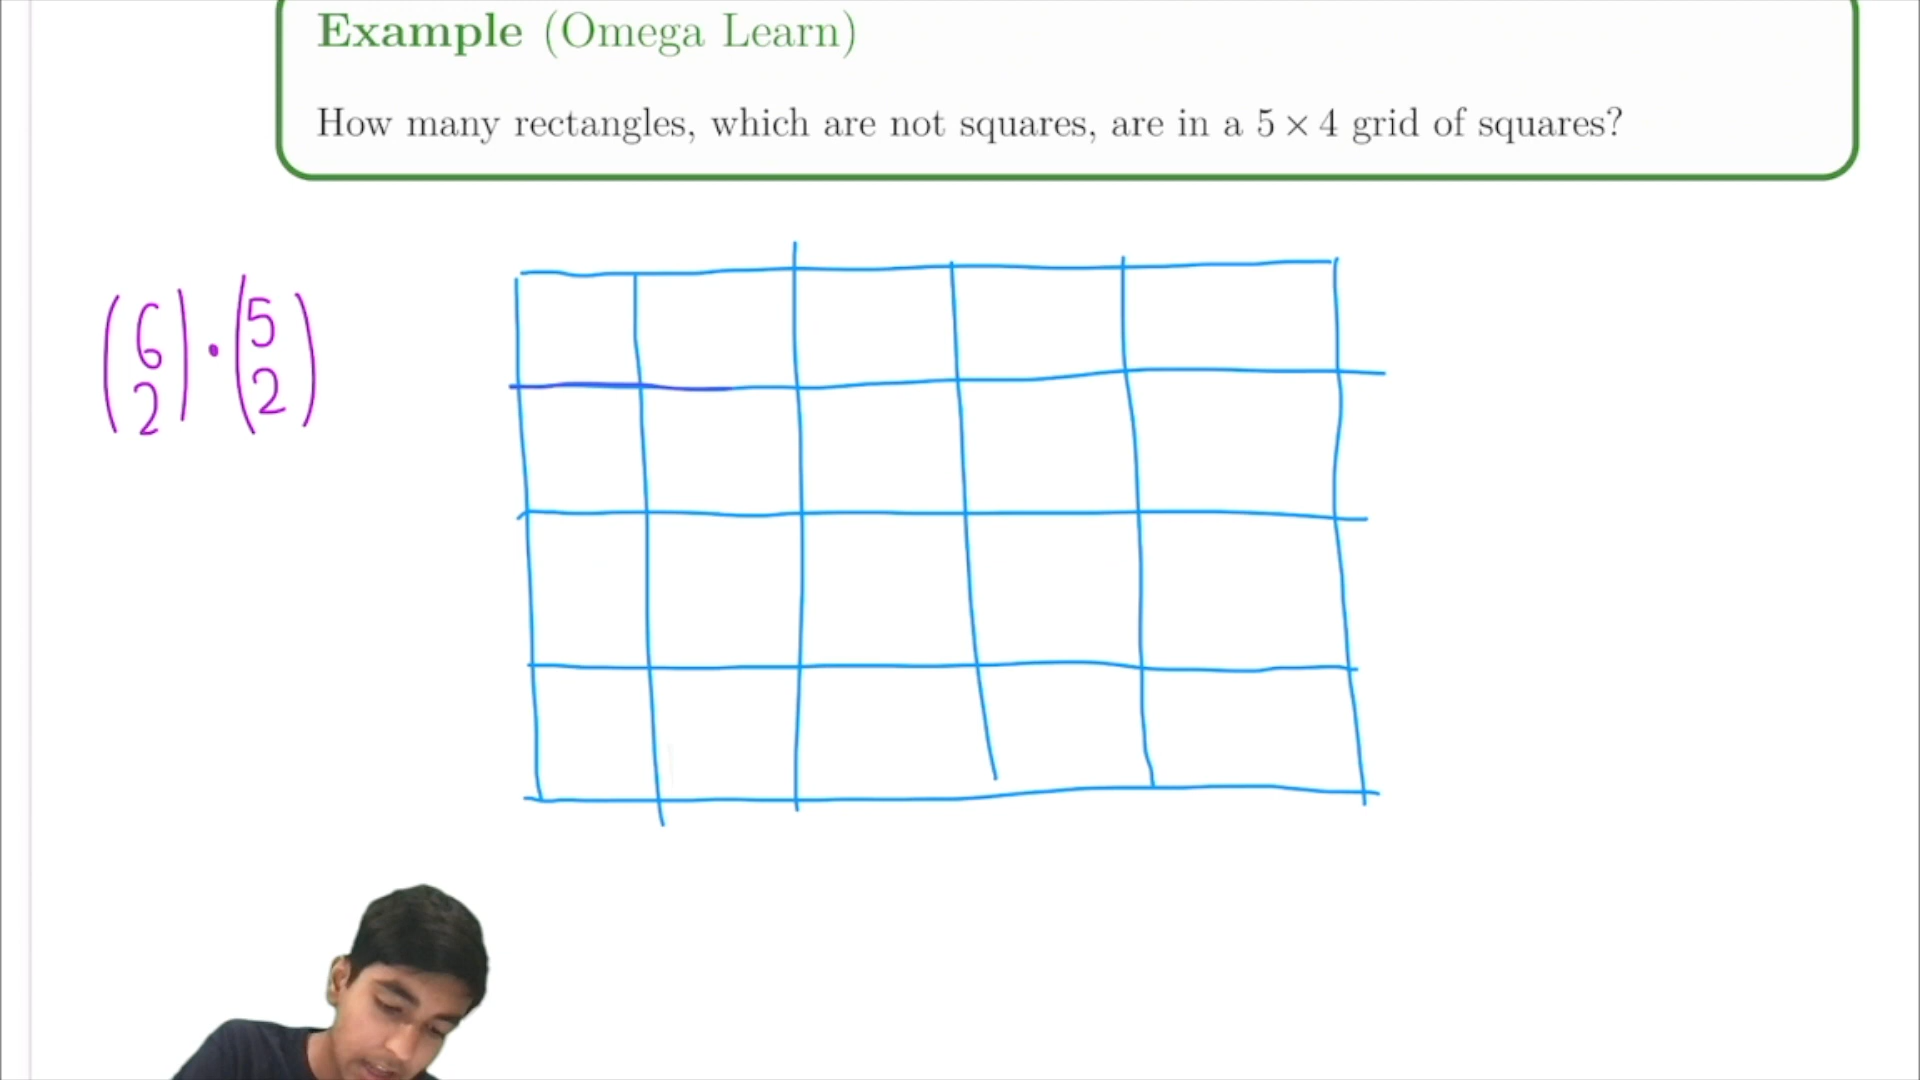 Example (Omega Learn)
How many rectangles, which are not squares, are in a 5 × 4 grid of squares?
(6 2) · (5 2)